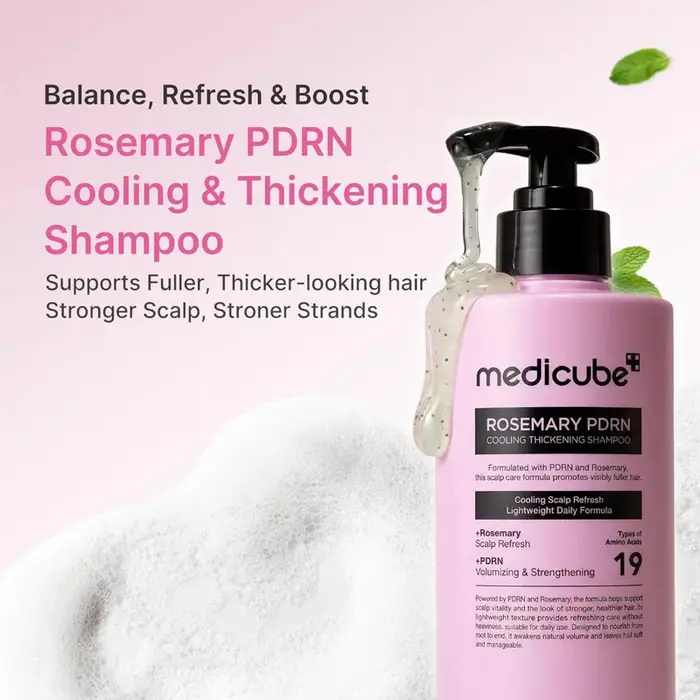 Balance, Refresh & Boost
Rosemary PDRN
Cooling & Thickening
Shampoo
Supports Fuller, Thicker-looking hair
Stronger Scalp, Stroner Strands
medicube+
ROSEMARY PDRN
COOLING THICKENING SHAMPOO
Formulated with PDRN and Rosemary,
this scalp care formula promotes visibly fuller hair.
Cooling Scalp Refresh
Lightweight Daily Formula
+Rosemary
Scalp Refresh
Types of
Amino Acids
19
+PDRN
Volumizing & Strengthening
Powered by PDRN and Rosemary, the formula helps support
scalp vitality and the look of stronger, healthier hair. Its
lightweight texture provides refreshing care without
heaviness, suitable for daily use. Designed to nourish from
root to end, it awakens natural volume and leaves hair soft
and manageable.